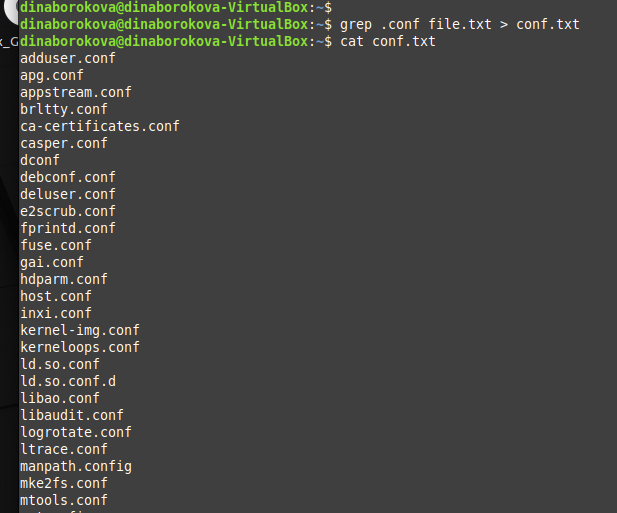 dinaborokova@dinaborokova-VirtualBox:~$
dinaborokova@dinaborokova-VirtualBox:~$ grep .conf file.txt > conf.txt
dinaborokova@dinaborokova-VirtualBox:~$ cat conf.txt
adduser.conf
apg.conf
appstream.conf
brltty.conf
ca-certificates.conf
casper.conf
dconf
debconf.conf
deluser.conf
e2scrub.conf
fprintd.conf
fuse.conf
gai.conf
hdparm.conf
host.conf
inxi.conf
kernel-img.conf
kerneloops.conf
ld.so.conf
ld.so.conf.d
libao.conf
libaudit.conf
logrotate.conf
ltrace.conf
manpath.config
mke2fs.conf
mtools.conf